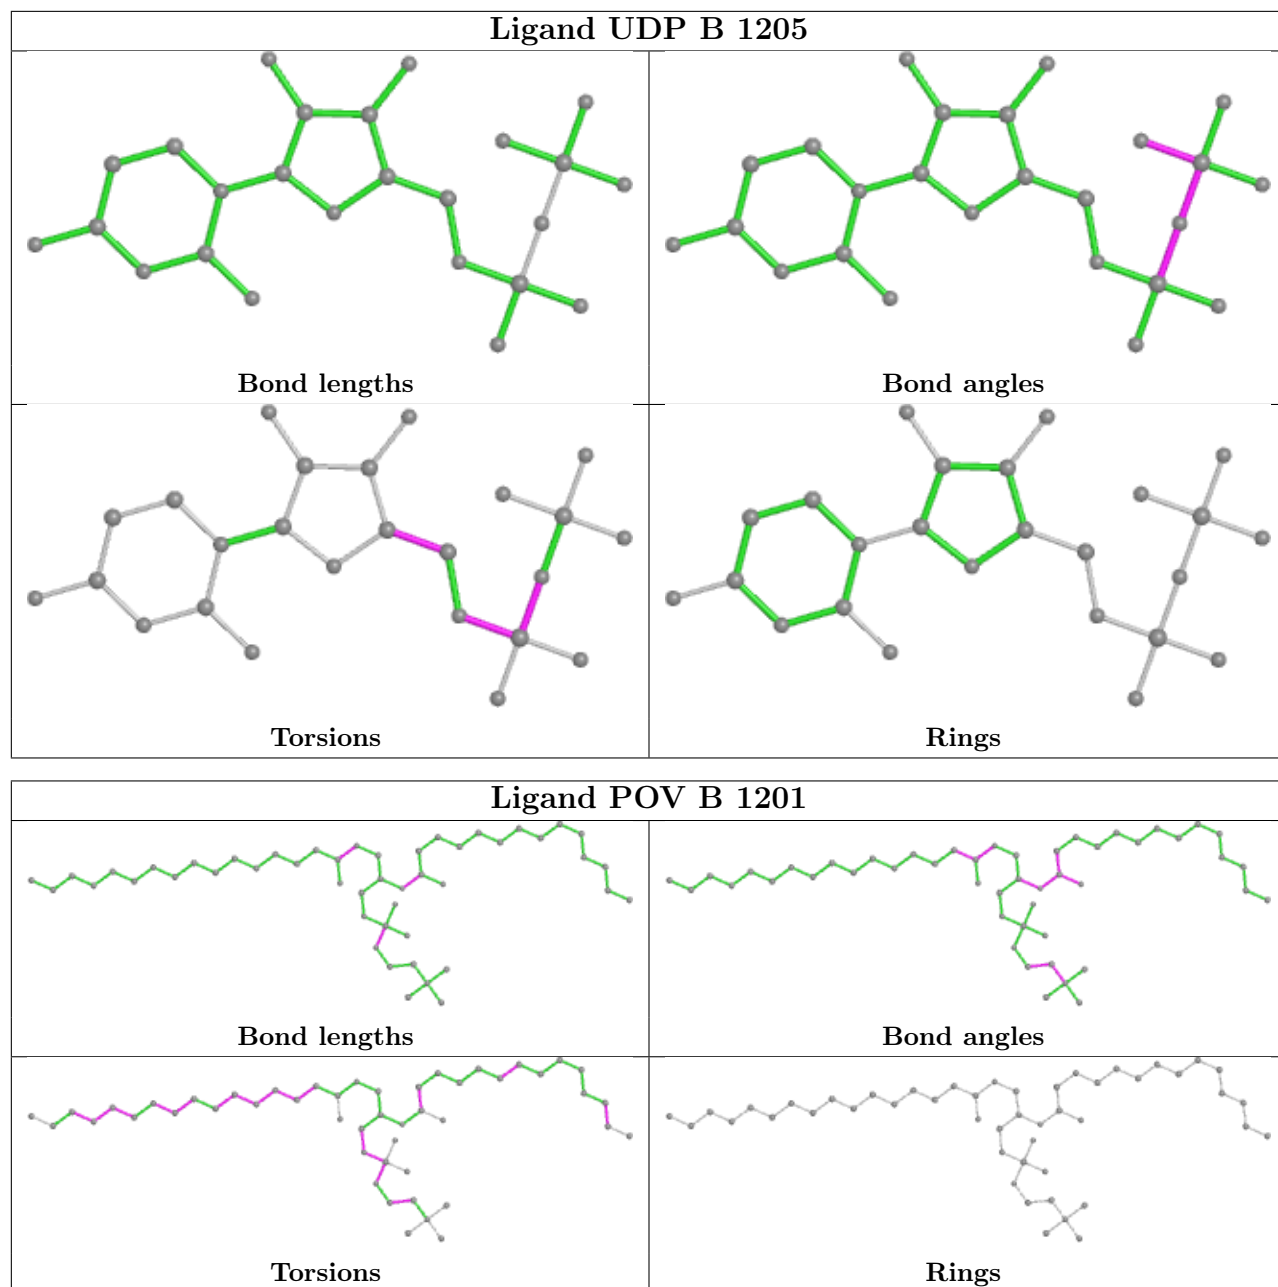 Ligand UDP B 1205
Bond lengths
Bond angles
Torsions
Rings
Ligand POV B 1201
Bond lengths
Bond angles
Torsions
Rings